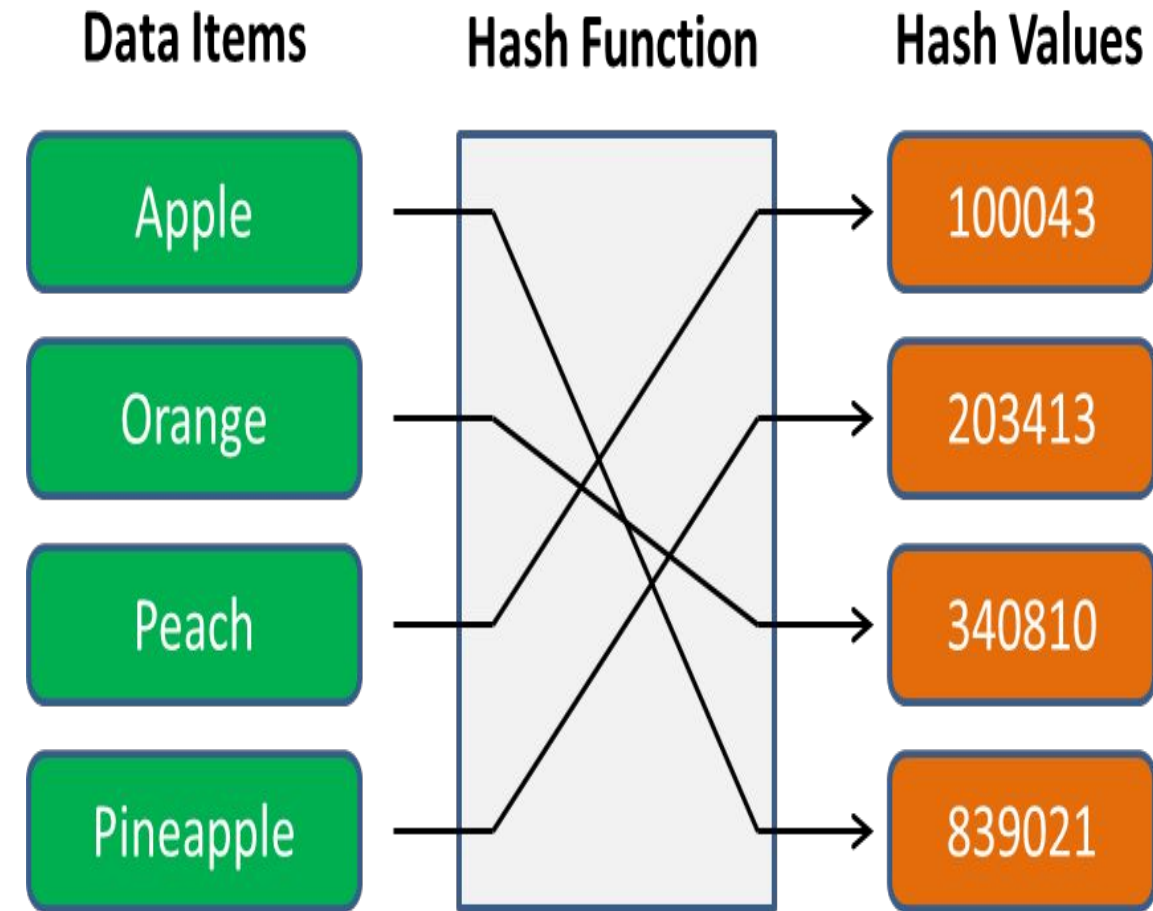 Data Items
Hash Function
Hash Values
Apple
100043
Orange
203413
Peach
340810
Pineapple
839021